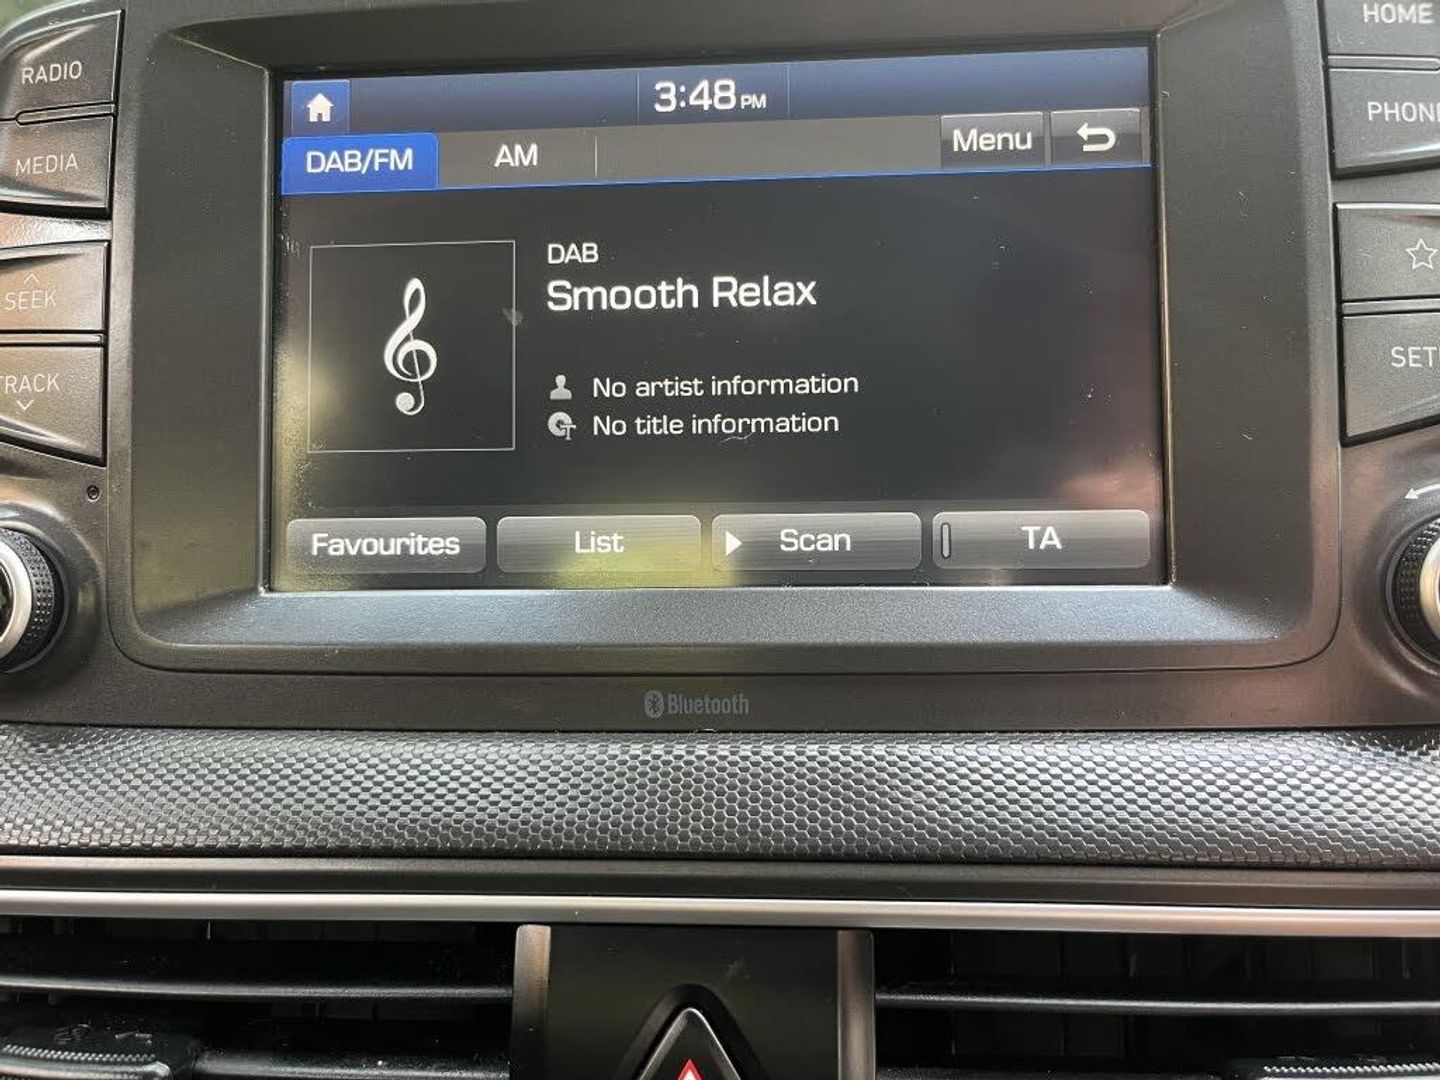 RADIO
MEDIA
SEEK
TRACK
3:48 PM
DAB/FM
AM
Menu
DAB
Smooth Relax
No artist information
No title information
Favourites
List
Scan
TA
HOME
PHONE
Bluetooth